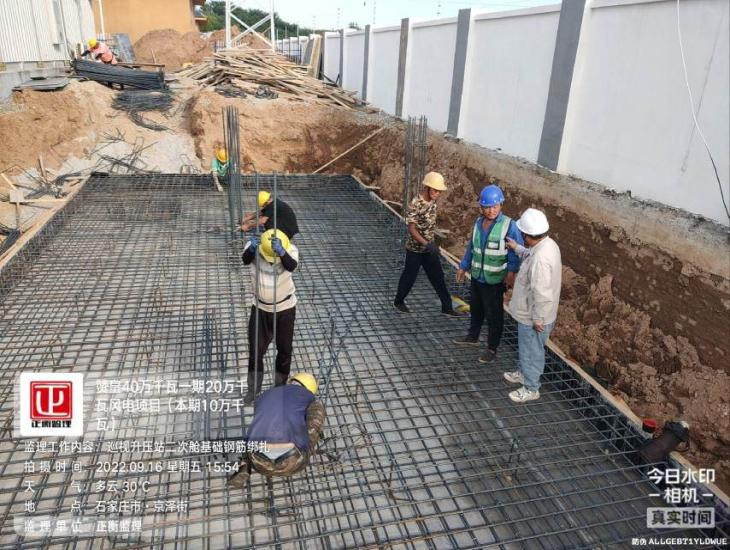 正衡监理
饶阳40万千瓦一期20万千
瓦风电项目(本期10万千
瓦)
监理工作内容:巡视升压站二次舱基础钢筋绑扎
拍摄时间:2022.09.16 星期五 15:54
天 气:多云 30℃
地 点:石家庄市·京泽街
监理单位:正衡监理
今日水印
-相机-
真实时间
防伪 ALLGEBT1YLDWUE